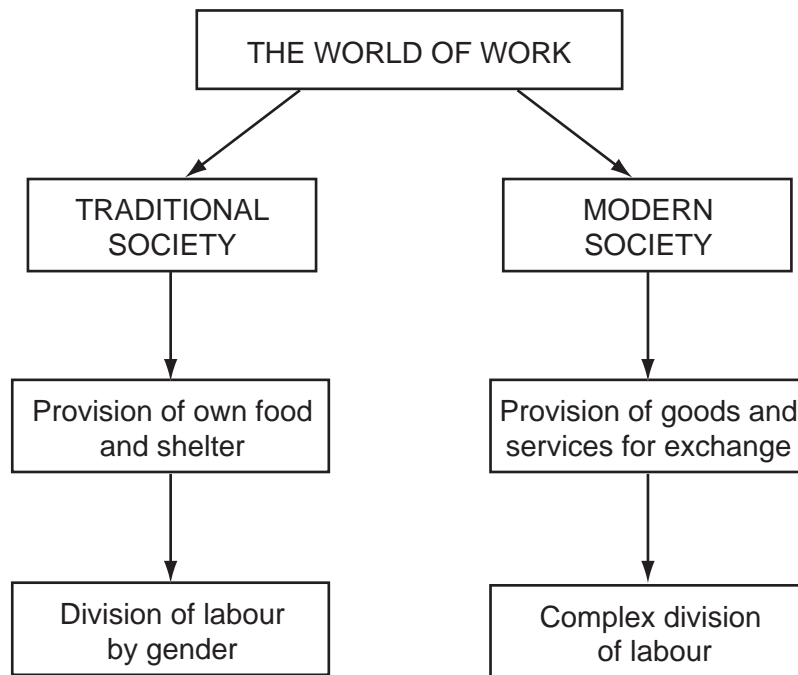 THE WORLD OF WORK
TRADITIONAL
SOCIETY
MODERN
SOCIETY
Provision of own food
and shelter
Provision of goods and
services for exchange
Division of labour
by gender
Complex division
of labour